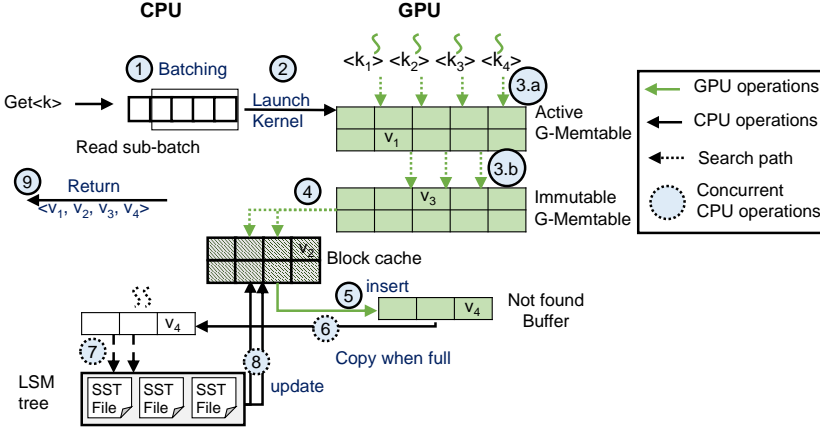 CPU
GPU
<k1> <k2> <k3> <k4>
1 Batching
2
3.a
GPU operations
CPU operations
Search path
Concurrent
CPU operations
Get<k>
Launch
Kernel
Active
G-Memtable
v1
Read sub-batch
3.b
9 Return
<v1, v2, v3, v4>
4
v3
Immutable
G-Memtable
v2
Block cache
5 insert
v4
Not found
Buffer
v4
6
Copy when full
7
8
update
LSM
tree
SST
File
SST
File
SST
File